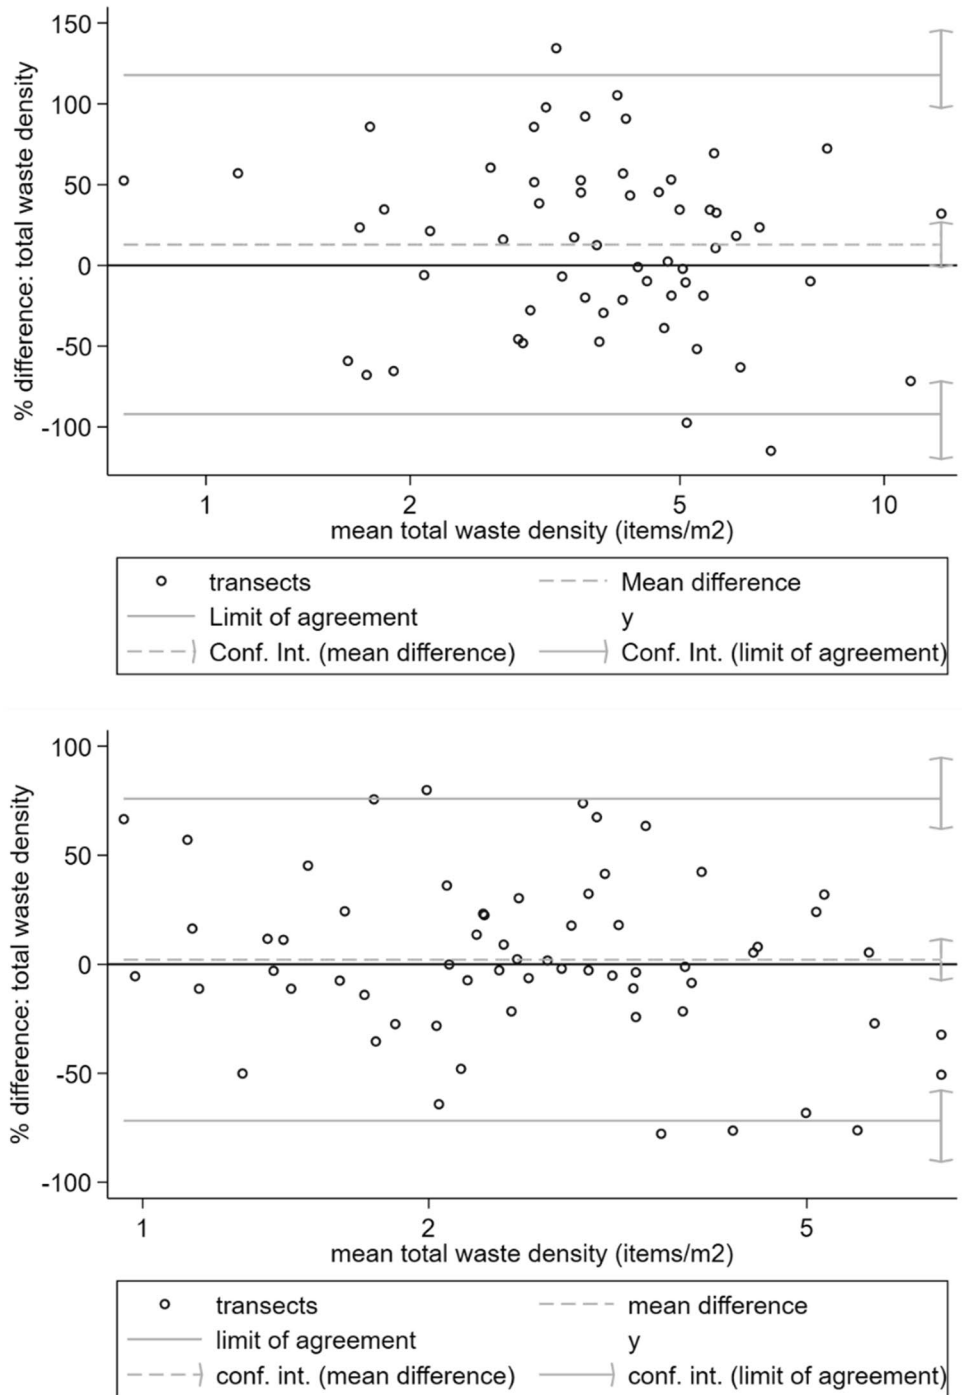 150
100
50
0
-50
-100
% difference: total waste density
1 2 5 10
mean total waste density (items/m2)
transects Mean difference
Limit of agreement y
Conf. Int. (mean difference) Conf. Int. (limit of agreement)
100
50
0
-50
-100
% difference: total waste density
1 2 5
mean total waste density (items/m2)
transects mean difference
limit of agreement y
conf. int. (mean difference) conf. int. (limit of agreement)